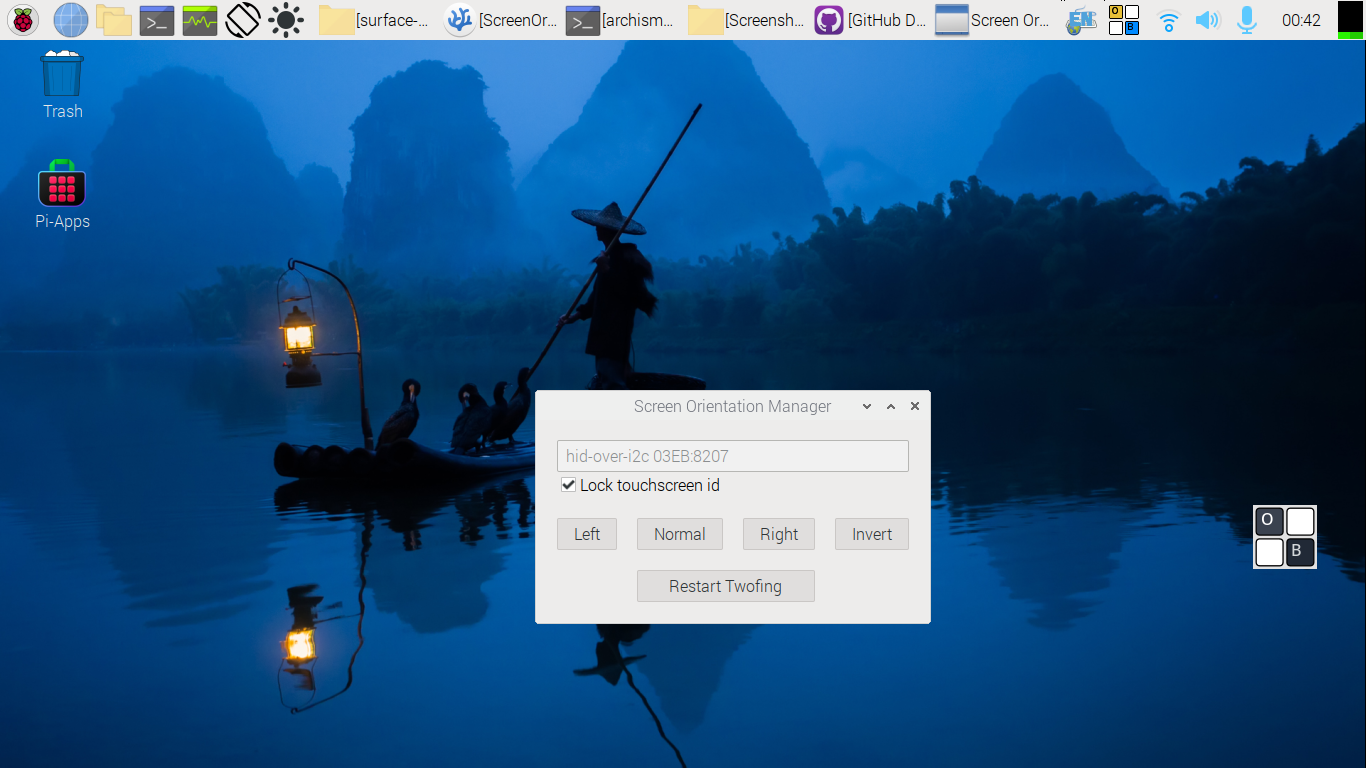 [surface-...
[ScreenOr...
[archism...
[Screensh...
[GitHub D...
Screen Or...
EN
O
B
00:42
Trash
Pi-Apps
Screen Orientation Manager
hid-over-i2c 03EB:8207
Lock touchscreen id
Left
Normal
Right
Invert
Restart Twofing
O
B